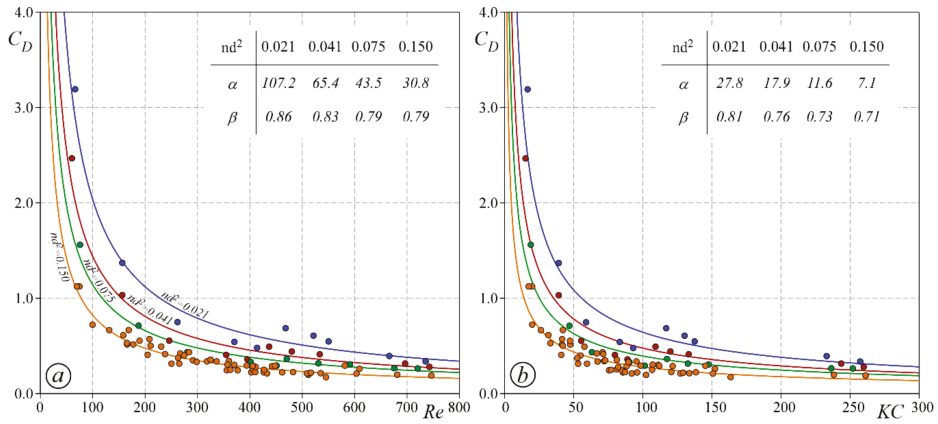 4.0
C_D
3.0
2.0
1.0
0.0
nd² 0.021 0.041 0.075 0.150
α 107.2 65.4 43.5 30.8
β 0.86 0.83 0.79 0.79
nd²=0.150
nd²=0.075
nd²=0.041
nd²=0.021
a
0 100 200 300 400 500 600 700 800
Re
4.0
C_D
3.0
2.0
1.0
0.0
nd² 0.021 0.041 0.075 0.150
α 27.8 17.9 11.6 7.1
β 0.81 0.76 0.73 0.71
b
0 50 100 150 200 250 300
KC